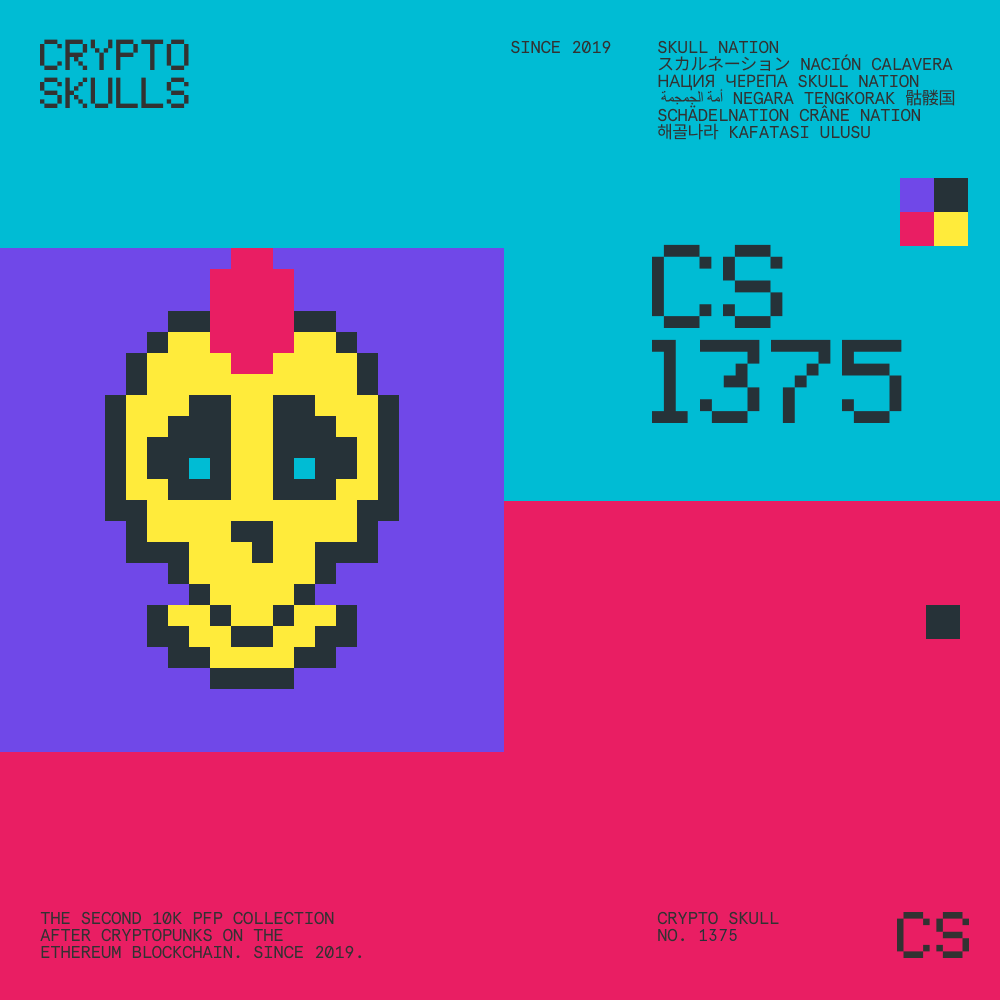 CRYPTO
SKULLS
SINCE 2019
SKULL NATION
スカルネーション NACIÓN CALAVERA
НАЦИЯ ЧЕРЕПА SKULL NATION
أمة الجمجمة NEGARA TENGKORAK 骷髅国
SCHÄDELNATION CRÂNE NATION
해골나라 KAFATASI ULUSU
CS
1375
THE SECOND 10K PFP COLLECTION
AFTER CRYPTOPUNKS ON THE
ETHEREUM BLOCKCHAIN. SINCE 2019.
CRYPTO SKULL
NO. 1375
CS